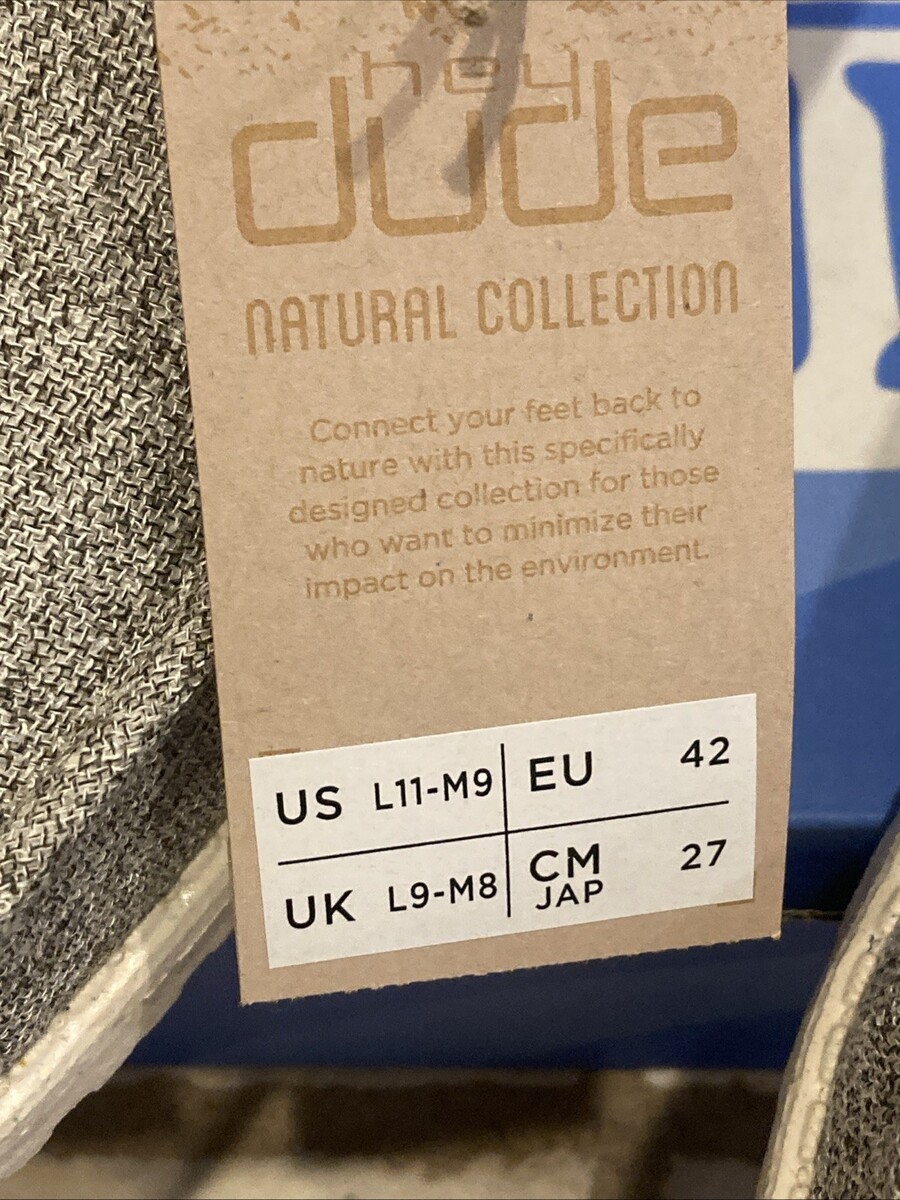 hey
dude
NATURAL COLLECTION
Connect your feet back to
nature with this specifically
designed collection for those
who want to minimize their
impact on the environment.
US L11-M9 EU 42
UK L9-M8 CM JAP 27